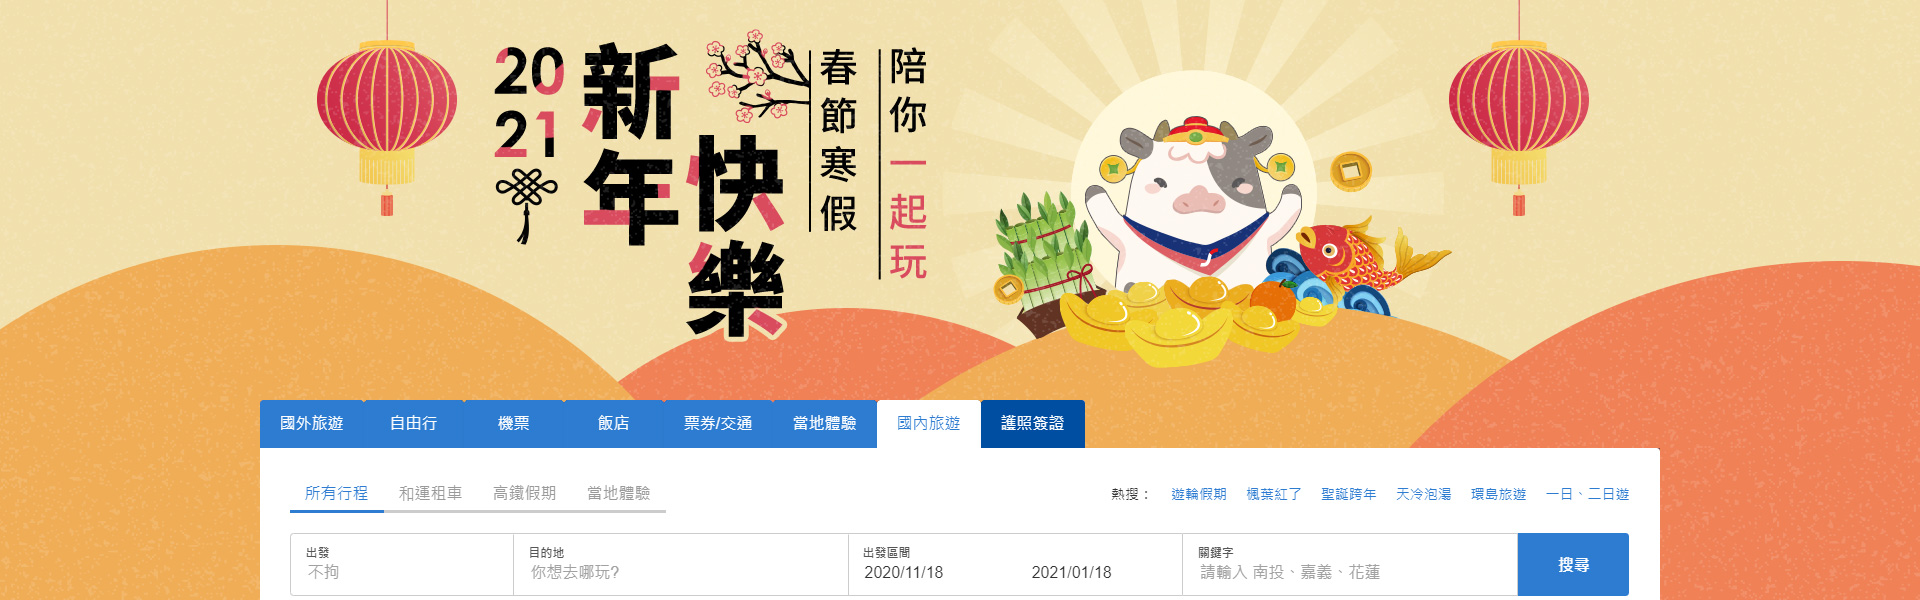 2021
新年
快樂
春節寒假
陪你一起玩
國外旅遊 自由行 機票 飯店 票券/交通 當地體驗 國內旅遊 護照簽證
所有行程 和運租車 高鐵假期 當地體驗
熱搜： 遊輪假期 楓葉紅了 聖誕跨年 天冷泡湯 環島旅遊 一日、二日遊
出發 目的地 出發區間 關鍵字
不拘 你想去哪玩? 2020/11/18 2021/01/18 請輸入 南投、嘉義、花蓮
搜尋